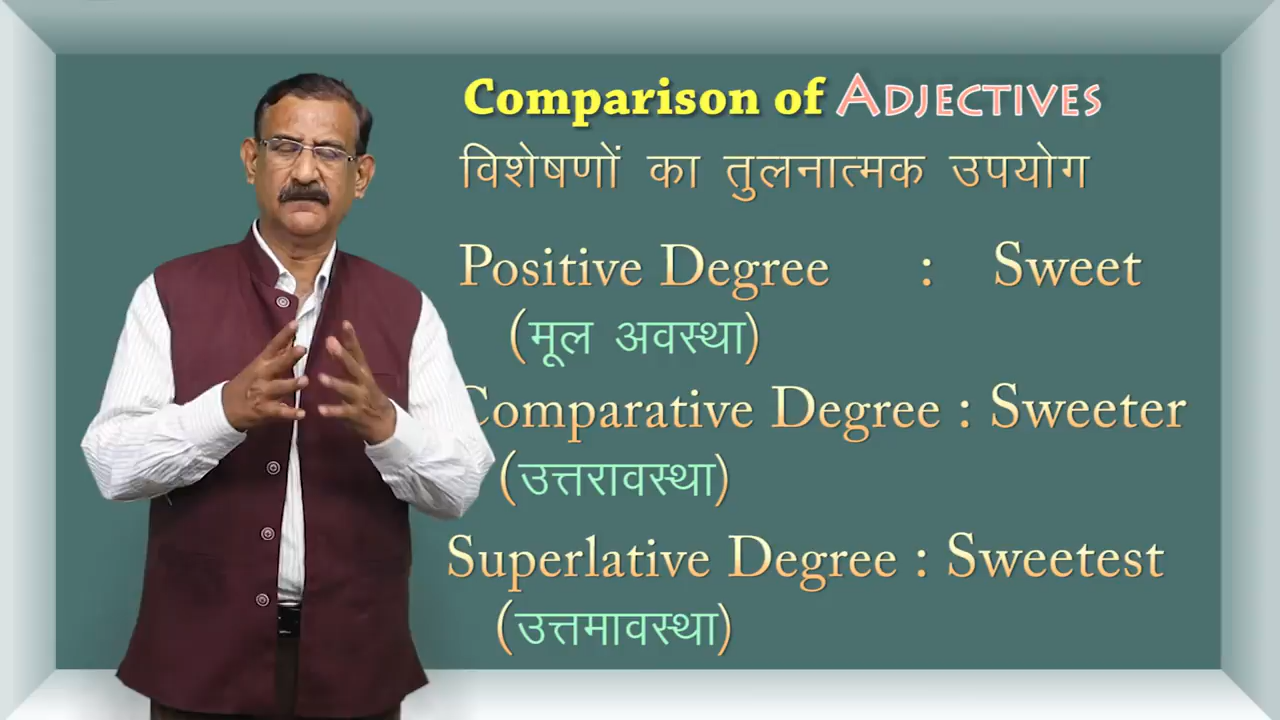 Comparison of ADJECTIVES
विशेषणों का तुलनात्मक उपयोग
Positive Degree : Sweet
(मूल अवस्था)
Comparative Degree : Sweeter
(उत्तरावस्था)
Superlative Degree : Sweetest
(उत्तमावस्था)